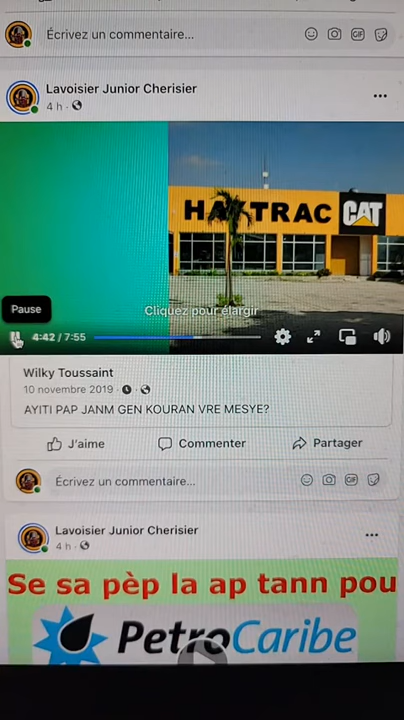 Écrivez un commentaire...
GIF
Lavoisier Junior Cherisier
4 h ·
HAYTRAC CAT
Pause
Cliquez pour élargir
4:42 / 7:55
Wilky Toussaint
10 novembre 2019 ·
AYITI PAP JANM GEN KOURAN VRE MESYE?
J'aime
Commenter
Partager
Écrivez un commentaire...
GIF
Lavoisier Junior Cherisier
4 h ·
Se sa pèp la ap tann pou
PetroCaribe